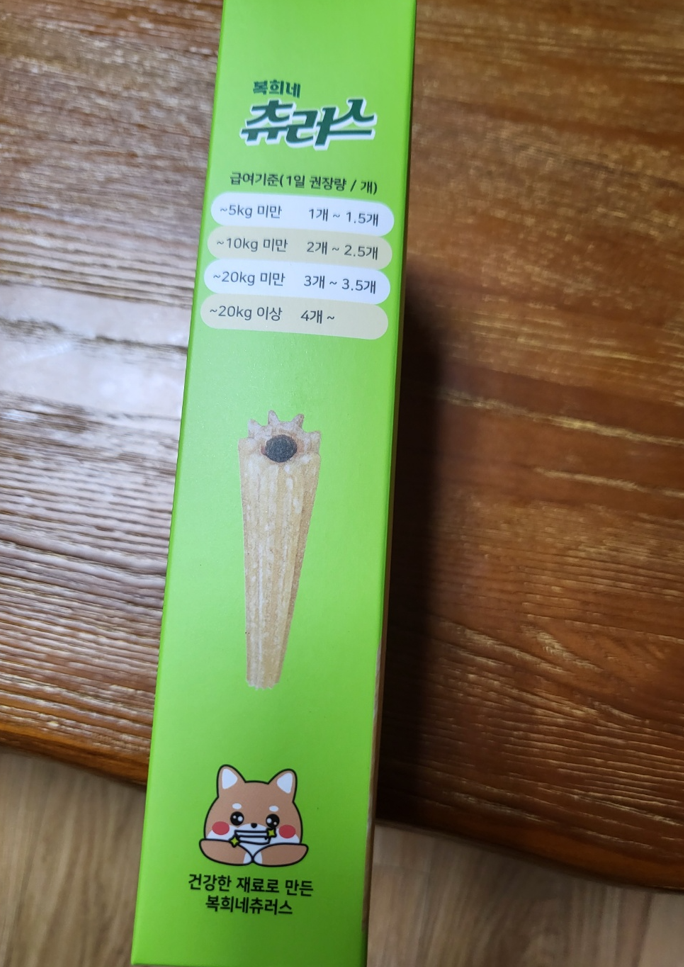 복희네
츄러스
급여기준(1일 권장량 / 개)
~5kg 미만 1개 ~ 1.5개
~10kg 미만 2개 ~ 2.5개
~20kg 미만 3개 ~ 3.5개
~20kg 이상 4개 ~
건강한 재료로 만든
복희네츄러스